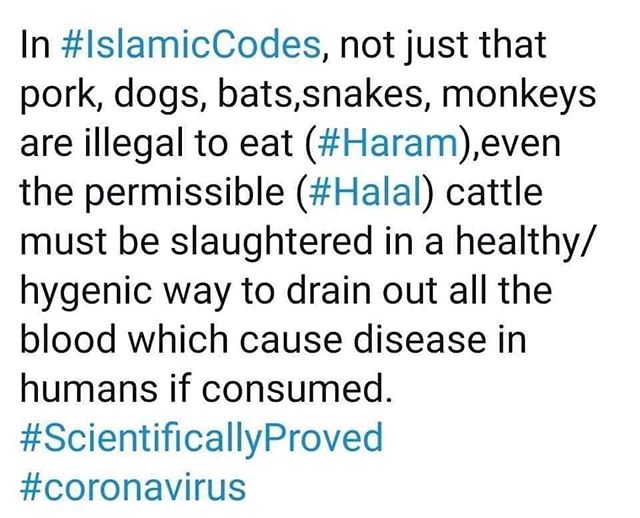 In #IslamicCodes, not just that
pork, dogs, bats,snakes, monkeys
are illegal to eat (#Haram),even
the permissible (#Halal) cattle
must be slaughtered in a healthy/
hygenic way to drain out all the
blood which cause disease in
humans if consumed.
#ScientificallyProved
#coronavirus